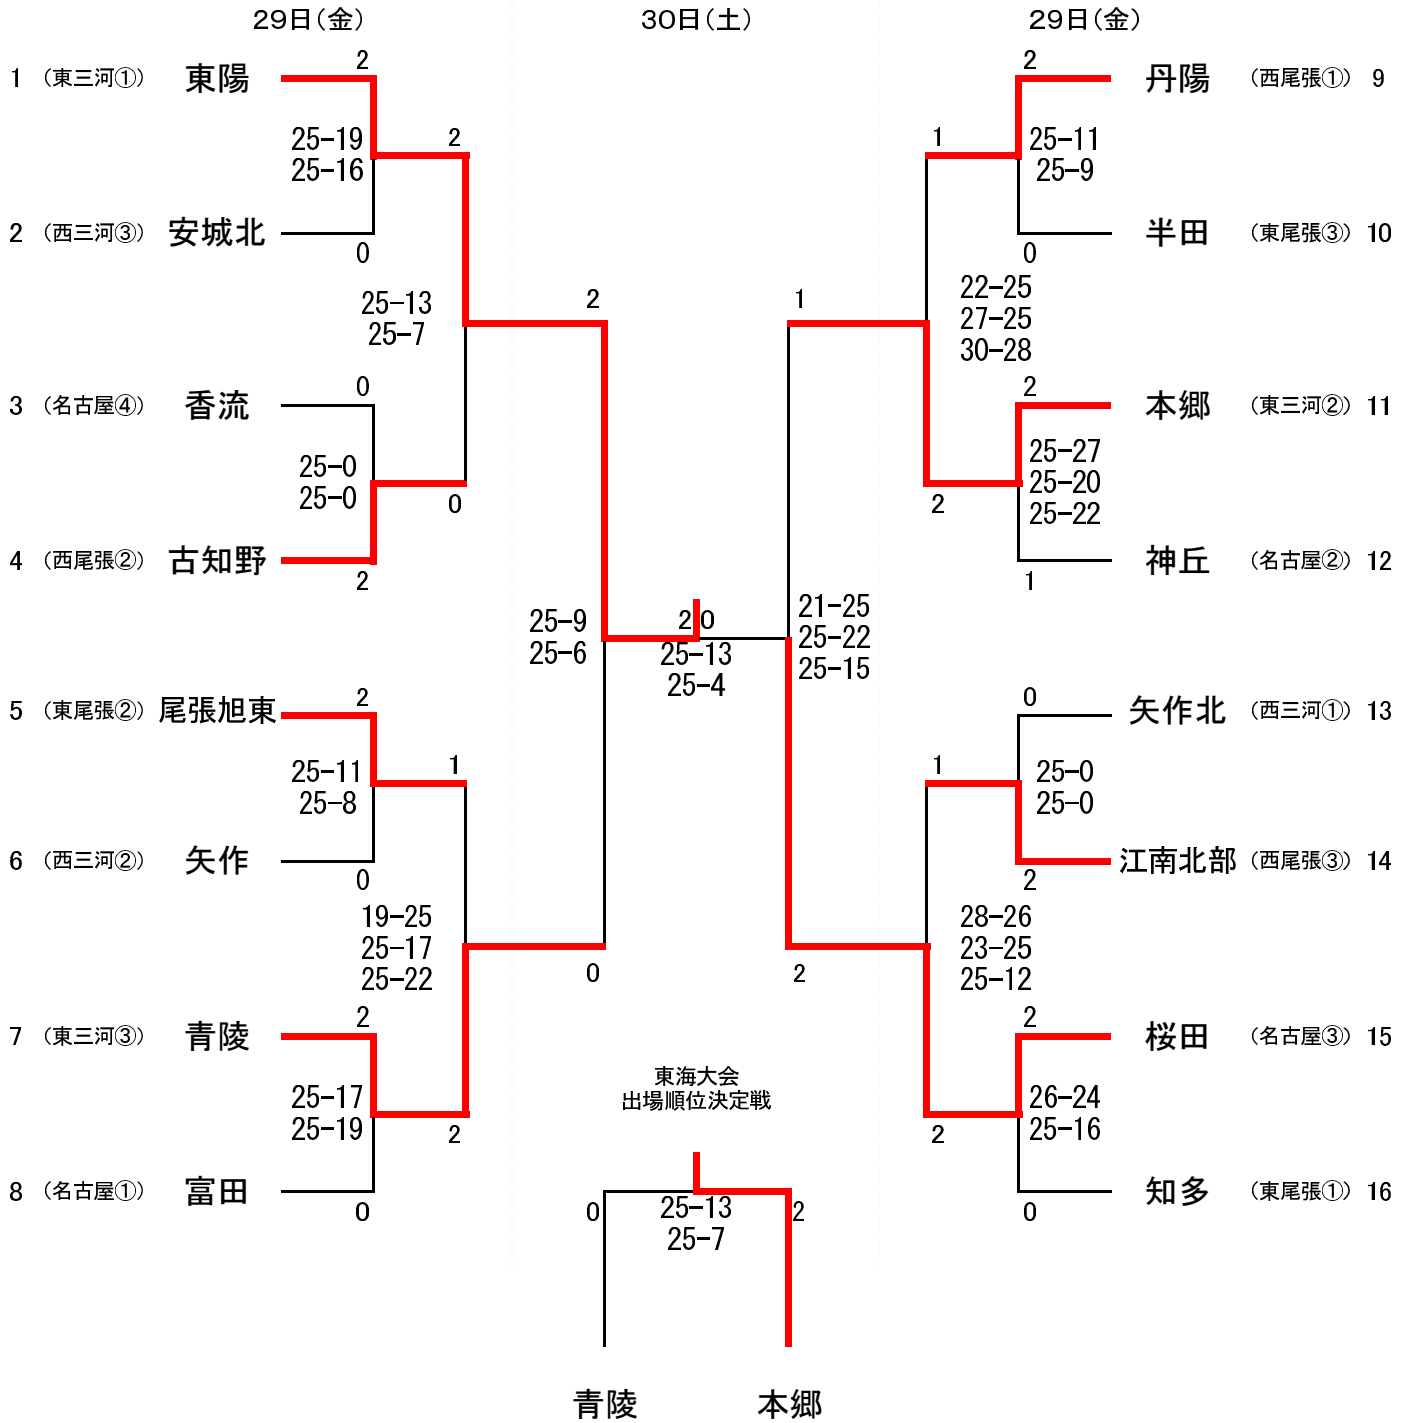 29日(金)
30日(土)
29日(金)
1 (東三河①) 東陽
2
25-19
25-16
2
2 (西三河③) 安城北
0
25-13
25-7
2
3 (名古屋④) 香流
0
25-0
25-0
0
4 (西尾張②) 古知野
2
25-9
25-6
5 (東尾張②) 尾張旭東
2
25-11
25-8
1
6 (西三河②) 矢作
0
19-25
25-17
25-22
0
7 (東三河③) 青陵
2
25-17
25-19
2
8 (名古屋①) 富田
0
2 0
25-13
25-4
2
丹陽 (西尾張①) 9
1
25-11
25-9
半田 (東尾張③) 10
0
1
22-25
27-25
30-28
2
本郷 (東三河②) 11
25-27
25-20
25-22
2
神丘 (名古屋②) 12
1
21-25
25-22
25-15
0
矢作北 (西三河①) 13
1
25-0
25-0
江南北部 (西尾張③) 14
2
28-26
23-25
25-12
2
2
桜田 (名古屋③) 15
26-24
25-16
2
知多 (東尾張①) 16
0
東海大会
出場順位決定戦
0 25-13 2
25-7
青陵 本郷